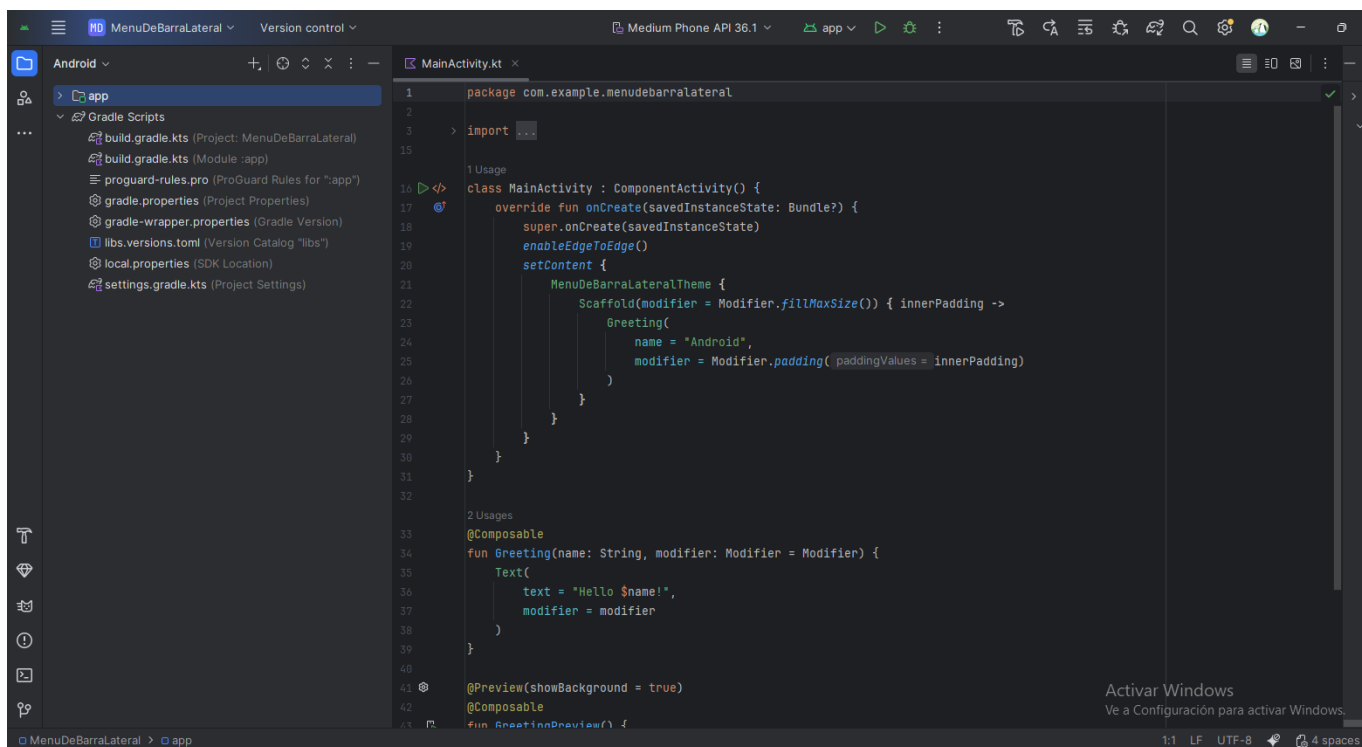 MD MenuDeBarraLateral Version control Medium Phone API 36.1 app
Android
MainActivity.kt
app
Gradle Scripts
build.gradle.kts (Project: MenuDeBarraLateral)
build.gradle.kts (Module :app)
proguard-rules.pro (ProGuard Rules for ":app")
gradle.properties (Project Properties)
gradle-wrapper.properties (Gradle Version)
libs.versions.toml (Version Catalog "libs")
local.properties (SDK Location)
settings.gradle.kts (Project Settings)
1 package com.example.menudebarralateral
2
3 import ...
15
1 Usage
16 class MainActivity : ComponentActivity() {
17 override fun onCreate(savedInstanceState: Bundle?) {
18 super.onCreate(savedInstanceState)
19 enableEdgeToEdge()
20 setContent {
21 MenuDeBarraLateralTheme {
22 Scaffold(modifier = Modifier.fillMaxSize()) { innerPadding ->
23 Greeting(
24 name = "Android",
25 modifier = Modifier.padding( paddingValues = innerPadding)
26 )
27 }
28 }
29 }
30 }
31 }
32
2 Usages
33 @Composable
34 fun Greeting(name: String, modifier: Modifier = Modifier) {
35 Text(
36 text = "Hello $name!",
37 modifier = modifier
38 )
39 }
40
41 @Preview(showBackground = true)
42 @Composable
43 fun GreetingPreview() {
Activar Windows
Ve a Configuración para activar Windows.
MenuDeBarraLateral > app
1:1 LF UTF-8 4 spaces